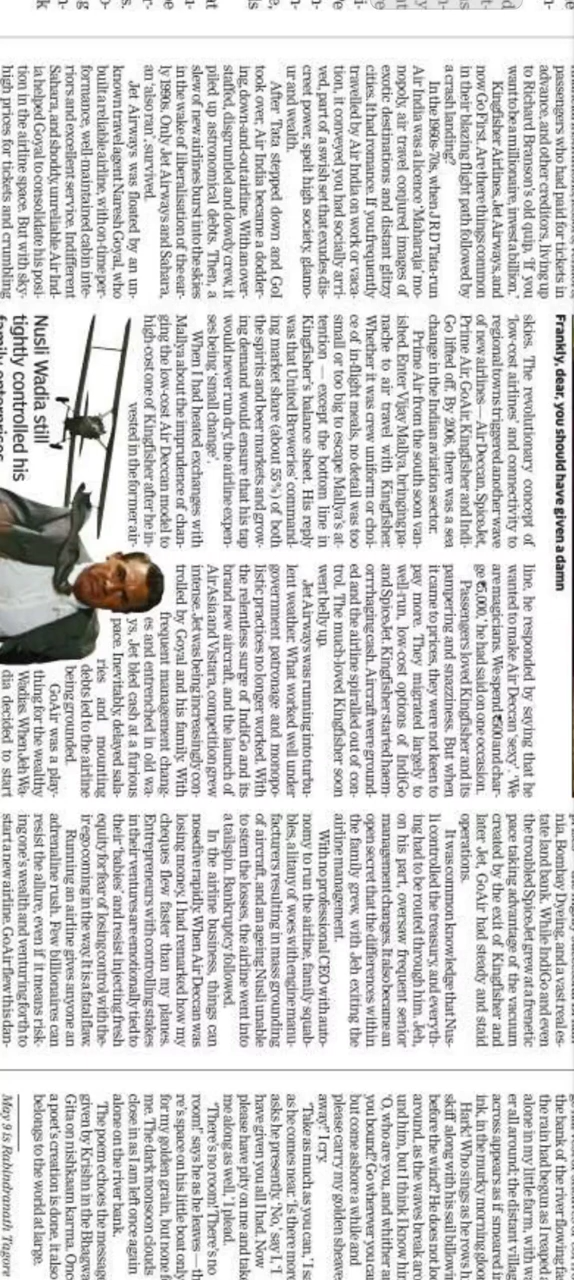 Frankly, dear, you should have given a damn
passengers who had paid for tickets in
advance, and other creditors, living up
to Richard Branson's old quip, 'If you
want to be a millionaire, invest a billion.'
Kingfisher Airlines, Jet Airways, and
now Go First. Are there things common
in their blazing flight path followed by
a crash landing?
In the 1960s-70s, when JRD Tata-run
Air India was a licence 'Maharaja' mo-
nopoly, air travel conjured images of
exotic destinations and distant glitzy
cities. It had romance. If you frequently
travelled by Air India on work or vaca-
tion, it conveyed you had socially arri-
ved, part of a swish set that exudes dis-
creet power, spelt high society, glamo-
ur and wealth.
After Tata stepped down and GoI
took over, Air India became a dodder-
ing, down-and-out airline. With an over-
staffed, disgruntled and dowdy crew, it
piled up astronomical debts. Then, a
slew of new airlines burst into the skies
in the wake of liberalisation of the ear-
ly 1990s. Only Jet Airways and Sahara,
an 'also ran', survived.
Jet Airways was floated by an un-
known travel agent Naresh Goyal, who
built a reliable airline, with on-time per-
formance, well-maintained cabin inte-
riors and excellent service. Indifferent
Sahara, and shoddy, unreliable Air Ind-
ia helped Goyal to consolidate his posi-
tion in the airline space. But with sky-
high prices for tickets and crumbling
skies. The revolutionary concept of
'low-cost airlines' and connectivity to
regional towns triggered another wave
of new airlines — Air Deccan, SpiceJet,
Prime Air, GoAir, Kingfisher and Indi-
Go lifted off. By 2006, there was a sea
change in the Indian aviation sector.
Prime Air from the south soon van-
ished. Enter Vijay Mallya, bringing pa-
nache to air travel with Kingfisher.
Whether it was crew uniform or choi-
ce of in-flight meals, no detail was too
small or too big to escape Mallya's at-
tention — except the bottom line in
Kingfisher's balance sheet. His reply
was that United Breweries' command-
ing market share (about 55%) of both
the spirits and beer markets and grow-
ing demand would ensure that his tap
would never run dry, the airline expen-
ses being 'small change'.
When I had heated exchanges with
Mallya about the imprudence of chan-
ging the low-cost Air Deccan model to
high-cost one of Kingfisher after he in-
vested in the former air-
Nusli Wadia still
tightly controlled his
family enterprises
line, he responded by saying that he
wanted to make Air Deccan 'sexy'. 'We
are magicians. We spend ₹500 and char-
ge ₹5,000,' he had said on one occasion.
Passengers loved Kingfisher and its
pampering and snazziness. But when
it came to prices, they were not keen to
pay more. They migrated largely to
well-run, low-cost options of IndiGo
and SpiceJet. Kingfisher started haem-
orrhaging cash. Aircraft were ground-
ed and the airline spiralled out of con-
trol. The much-loved Kingfisher soon
went belly up.
Jet Airways was running into turbu-
lent weather. What worked well under
government patronage and monopo-
listic practices no longer worked. With
the relentless surge of IndiGo and its
brand new aircraft, and the launch of
AirAsia and Vistara, competition grew
intense. Jet was being increasingly con-
trolled by Goyal and his family. With
frequent management chang-
es and entrenched in old wa-
ys, Jet bled cash at a furious
pace. Inevitably, delayed sala-
ries and mounting
debts led to the airline
being grounded.
GoAir was a play-
thing for the wealthy
Wadias. When Jeh Wa-
dia decided to start
nia, Bombay Dyeing, and a vast real es-
tate land bank. While IndiGo and even
the troubled SpiceJet grew at a frenetic
pace taking advantage of the vacuum
created by the exit of Kingfisher and
later Jet, GoAir had steady and staid
operations.
It was common knowledge that Nus-
li controlled the treasury, and everyth-
ing had to be routed through him. Jeh,
on his part, oversaw frequent senior
management changes. It also became an
open secret that the differences within
the family grew, with Jeh exiting the
airline management.
With no professional CEO with auto-
nomy to run the airline, family squab-
bles, a litany of woes with engine manu-
facturers resulting in mass grounding
of aircraft, and an ageing Nusli unable
to stem the losses, the airline went into
a tailspin. Bankruptcy followed.
In the airline business, things can
nosedive rapidly. When Air Deccan was
losing money, I had remarked how my
cheques flew faster than my planes.
Entrepreneurs with controlling stakes
in their ventures are emotionally tied to
their 'babies' and resist injecting fresh
equity for fear of losing control with the-
ir ego coming in the way. It is a fatal flaw.
Running an airline gives anyone an
adrenaline rush. Few billionaires can
resist the allure, even if it means risk-
ing one's wealth and venturing forth to
start a new airline. GoAir flew this dan-
the bank of the river flowing fa
the rain had begun as I reaped
alone in my little farm, with wat
er all around; the distant villag
across appears as if smeared in
ink, in the murky morning gloo
Hark! Who sings as he rows h
skiff along with his sail billowin
before the wind? He does not lo
around, as the waves break aro
und him, but I think I know hi
'O, who are you, and whither ar
you bound? Go wherever you ca
but come ashore a while and
please carry my golden sheaves
away!' I cry.
'Take as much as you can,' I sa
as he comes near. 'Is there more
asks he presently. 'No,' say I, 'I
have given you all I had. Now
please have pity on me and take
me along as well,' I plead.
'There's no room! There's no
room!' says he as he leaves — th
re's space on his little boat only
for my golden grain, but none f
me. The dark monsoon clouds
close in as I am left once again
alone on the river bank.
The poem echoes the message
given by Krishn in the Bhagwa
Gita on nishkaam karma. Once
a poet's creation is done, it also
belongs to the world at large.
May 9 is Rabindranath Tagore